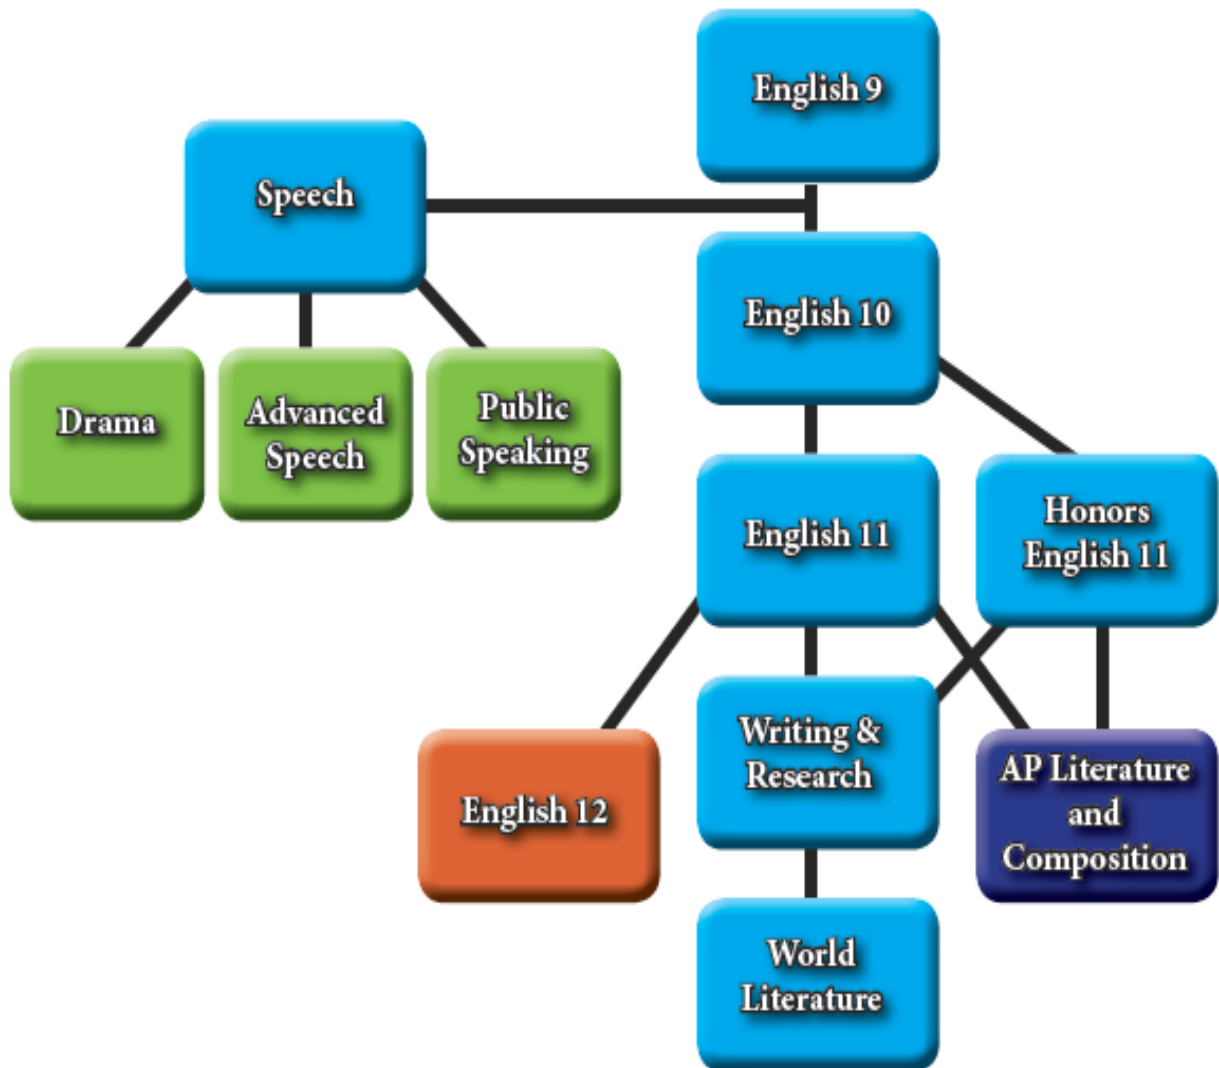 English 9
Speech
English 10
Drama
Advanced
Speech
Public
Speaking
English 11
Honors
English 11
English 12
Writing &
Research
AP Literature
and
Composition
World
Literature